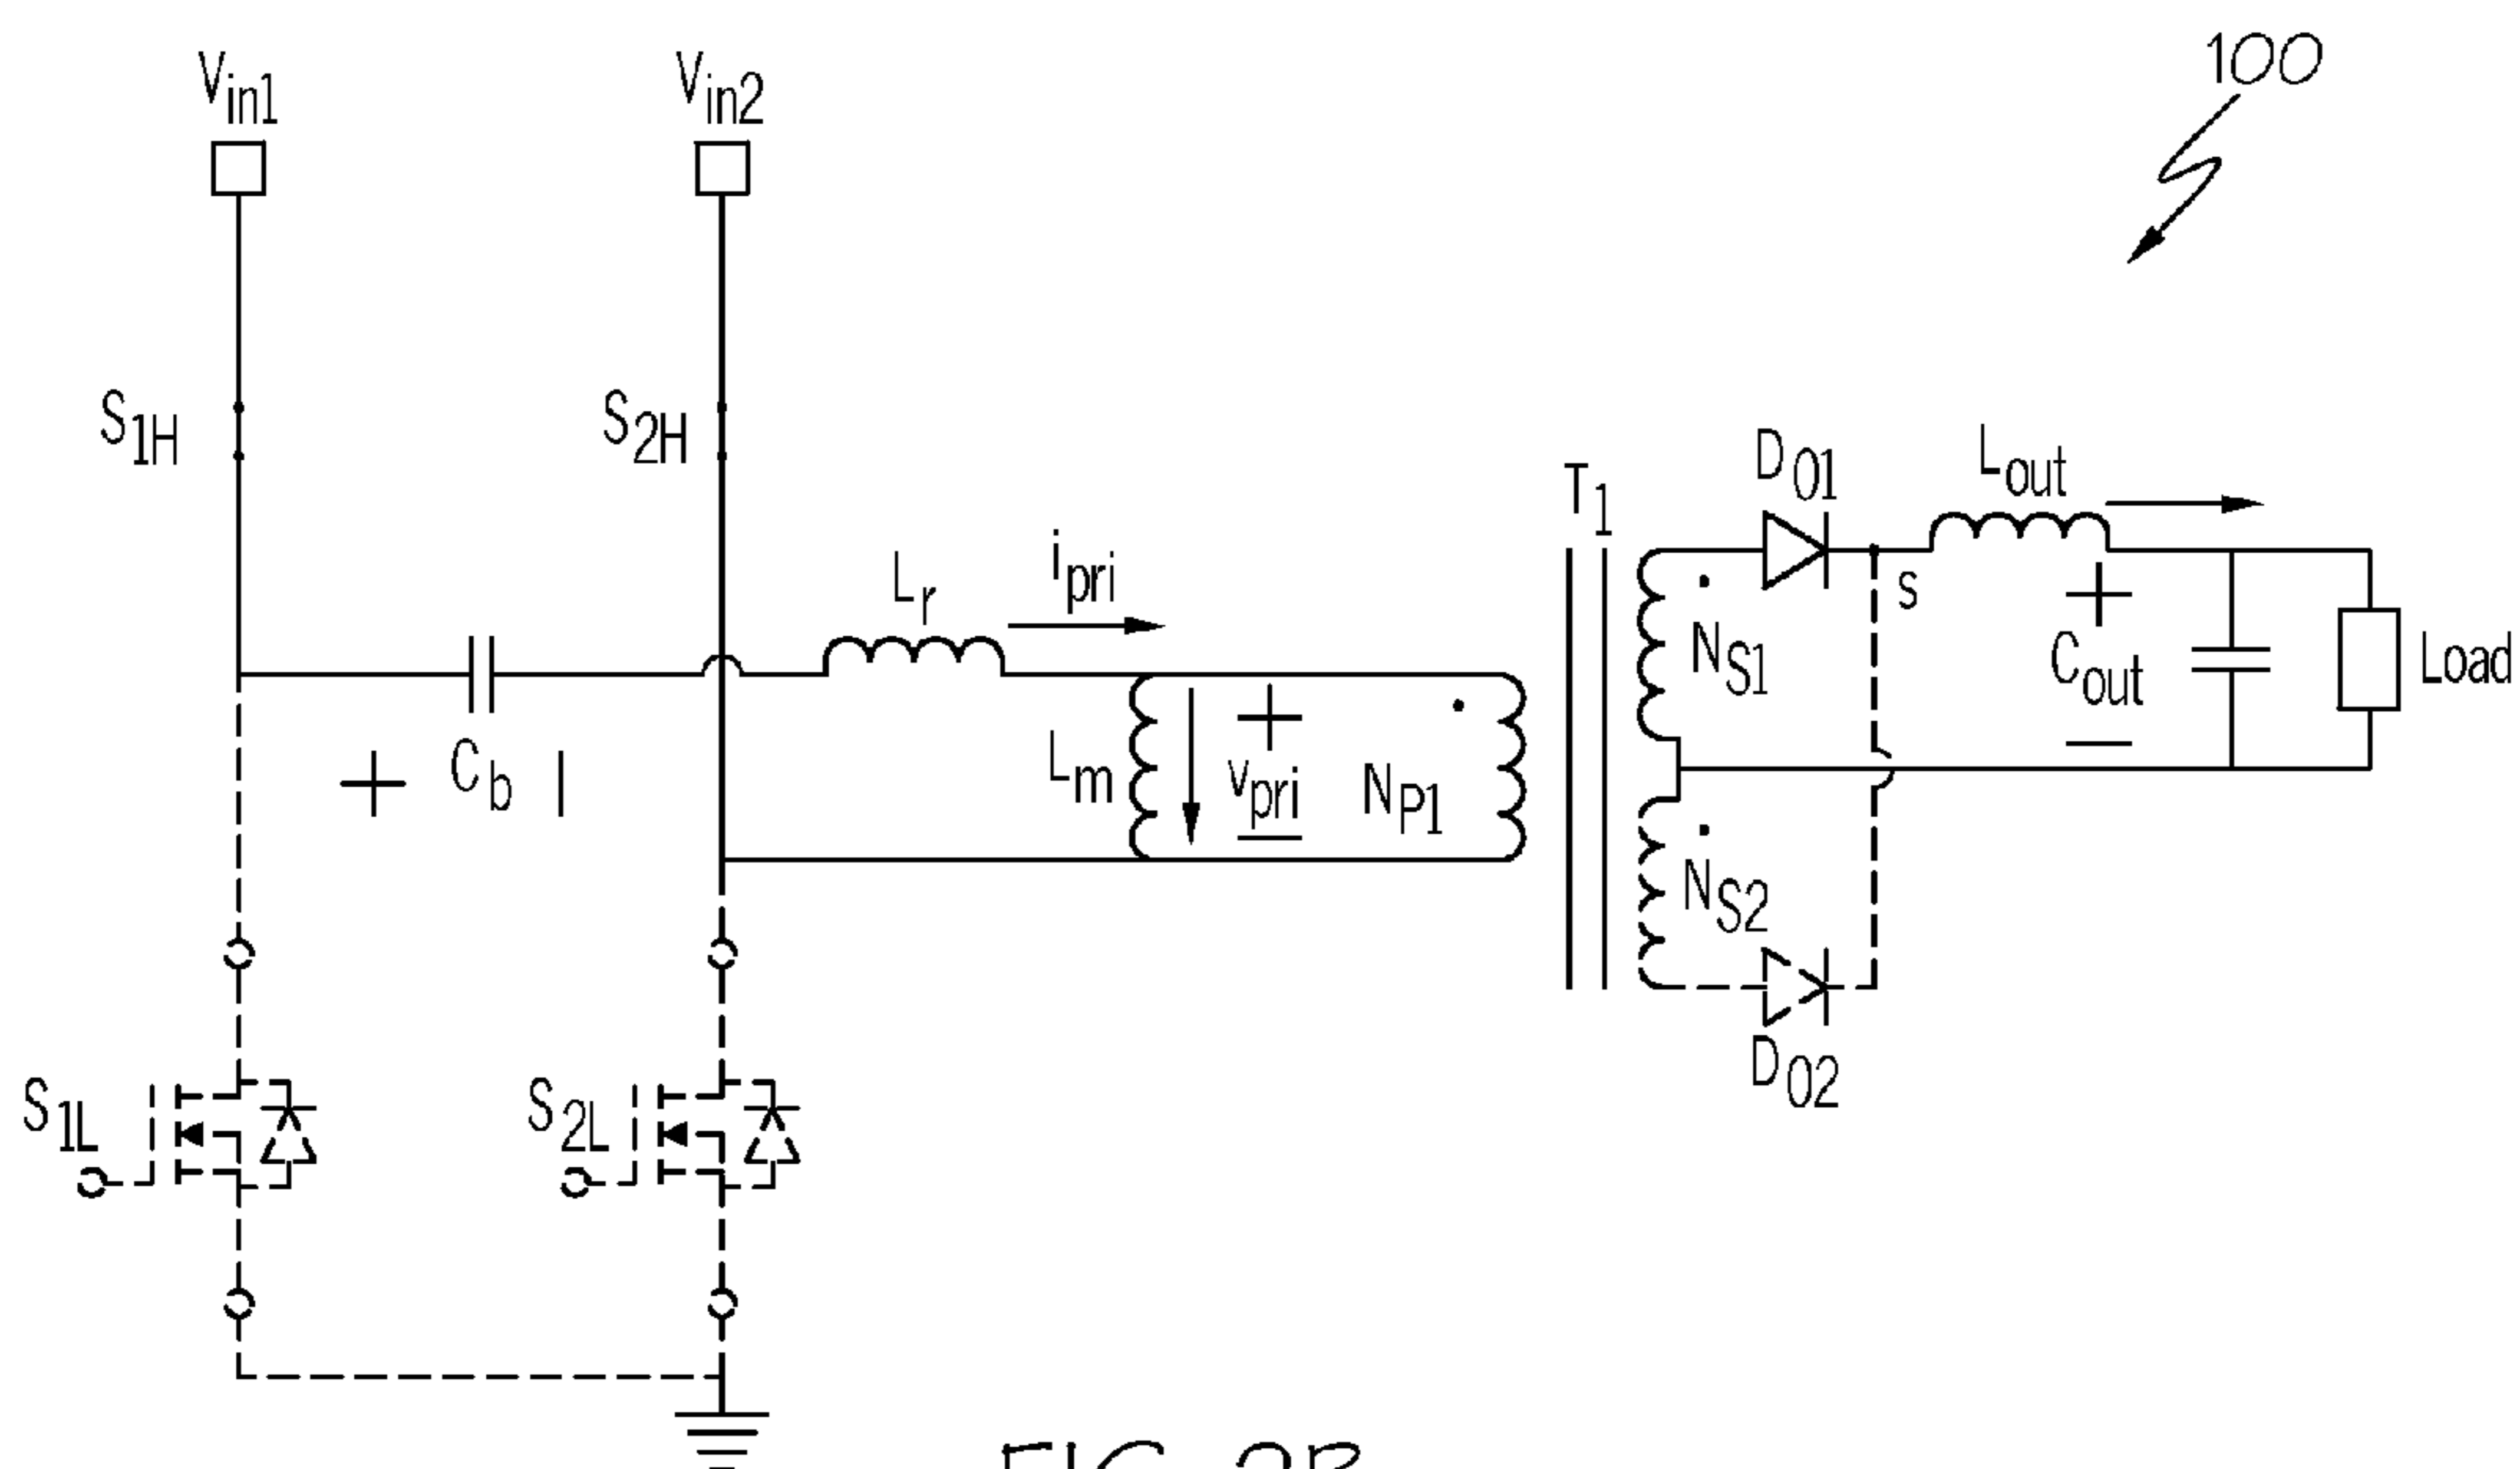 Vin1
Vin2
100
S1H
S2H
Lr
ipri
T1
DO1
Lout
S
NS1
Cout
Load
+ Cb |
Lm
+
vpri
−
NP1
+
−
NS2
DO2
S1L
S2L